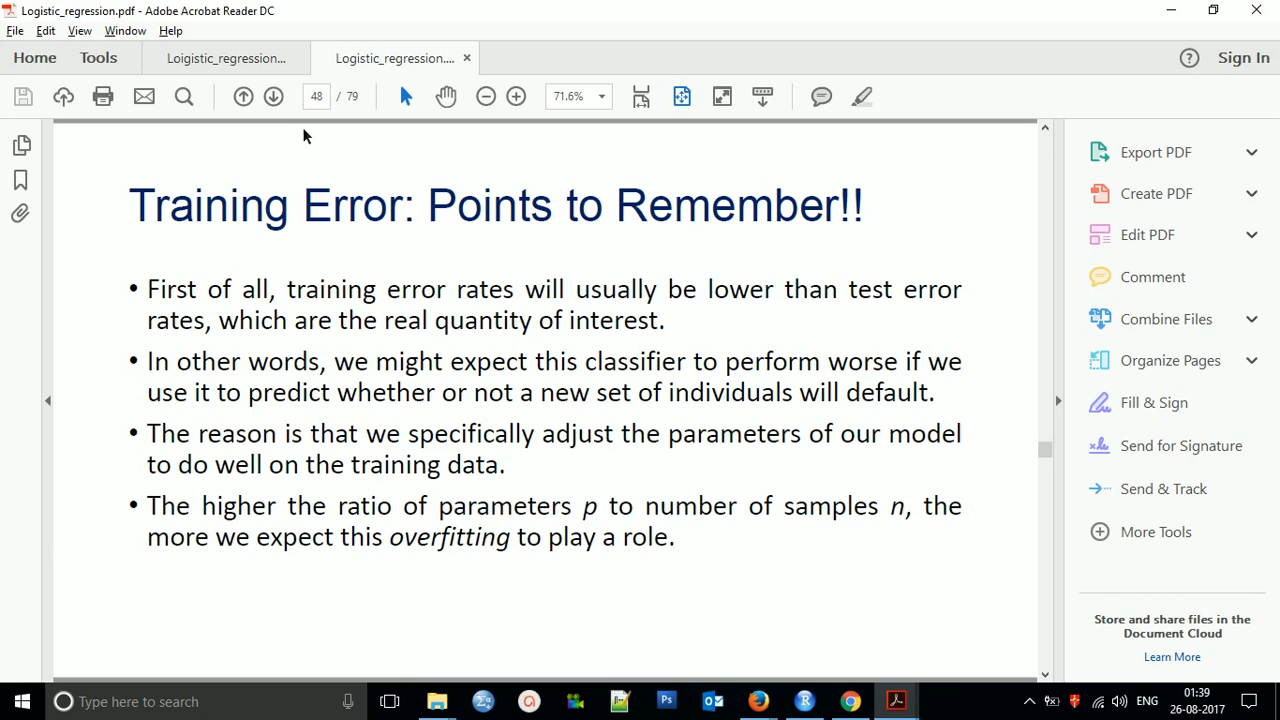 Logistic_regression.pdf - Adobe Acrobat Reader DC
File Edit View Window Help
Home Tools Loigistic_regression... Logistic_regression.... × Sign In
48 / 79 71.6%
Training Error: Points to Remember!!
• First of all, training error rates will usually be lower than test error
rates, which are the real quantity of interest.
• In other words, we might expect this classifier to perform worse if we
use it to predict whether or not a new set of individuals will default.
• The reason is that we specifically adjust the parameters of our model
to do well on the training data.
• The higher the ratio of parameters p to number of samples n, the
more we expect this overfitting to play a role.
Export PDF
Create PDF
Edit PDF
Comment
Combine Files
Organize Pages
Fill & Sign
Send for Signature
Send & Track
More Tools
Store and share files in the
Document Cloud
Learn More
Type here to search
ENG
01:39
26-08-2017